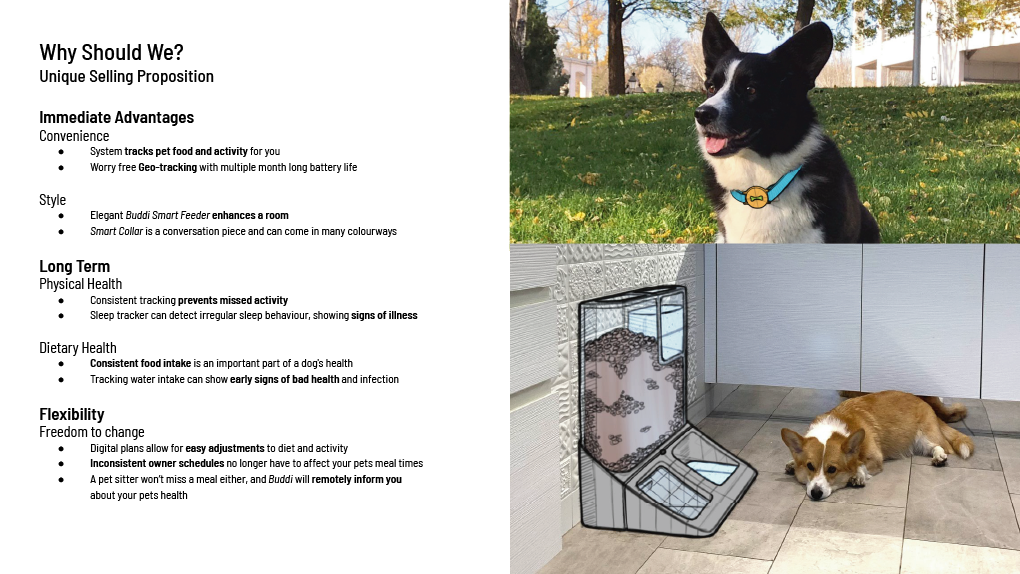 Why Should We?
Unique Selling Proposition
Immediate Advantages
Convenience
● System tracks pet food and activity for you
● Worry free Geo-tracking with multiple month long battery life
Style
● Elegant Buddi Smart Feeder enhances a room
● Smart Collar is a conversation piece and can come in many colourways
Long Term
Physical Health
● Consistent tracking prevents missed activity
● Sleep tracker can detect irregular sleep behaviour, showing signs of illness
Dietary Health
● Consistent food intake is an important part of a dog's health
● Tracking water intake can show early signs of bad health and infection
Flexibility
Freedom to change
● Digital plans allow for easy adjustments to diet and activity
● Inconsistent owner schedules no longer have to affect your pets meal times
● A pet sitter won't miss a meal either, and Buddi will remotely inform you
about your pets health